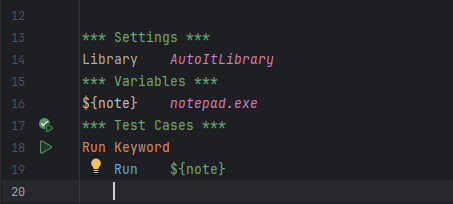 12
13 *** Settings ***
14 Library    AutoItLibrary
15 *** Variables ***
16 ${note}    notepad.exe
17 *** Test Cases ***
18 Run Keyword
19     Run    ${note}
20